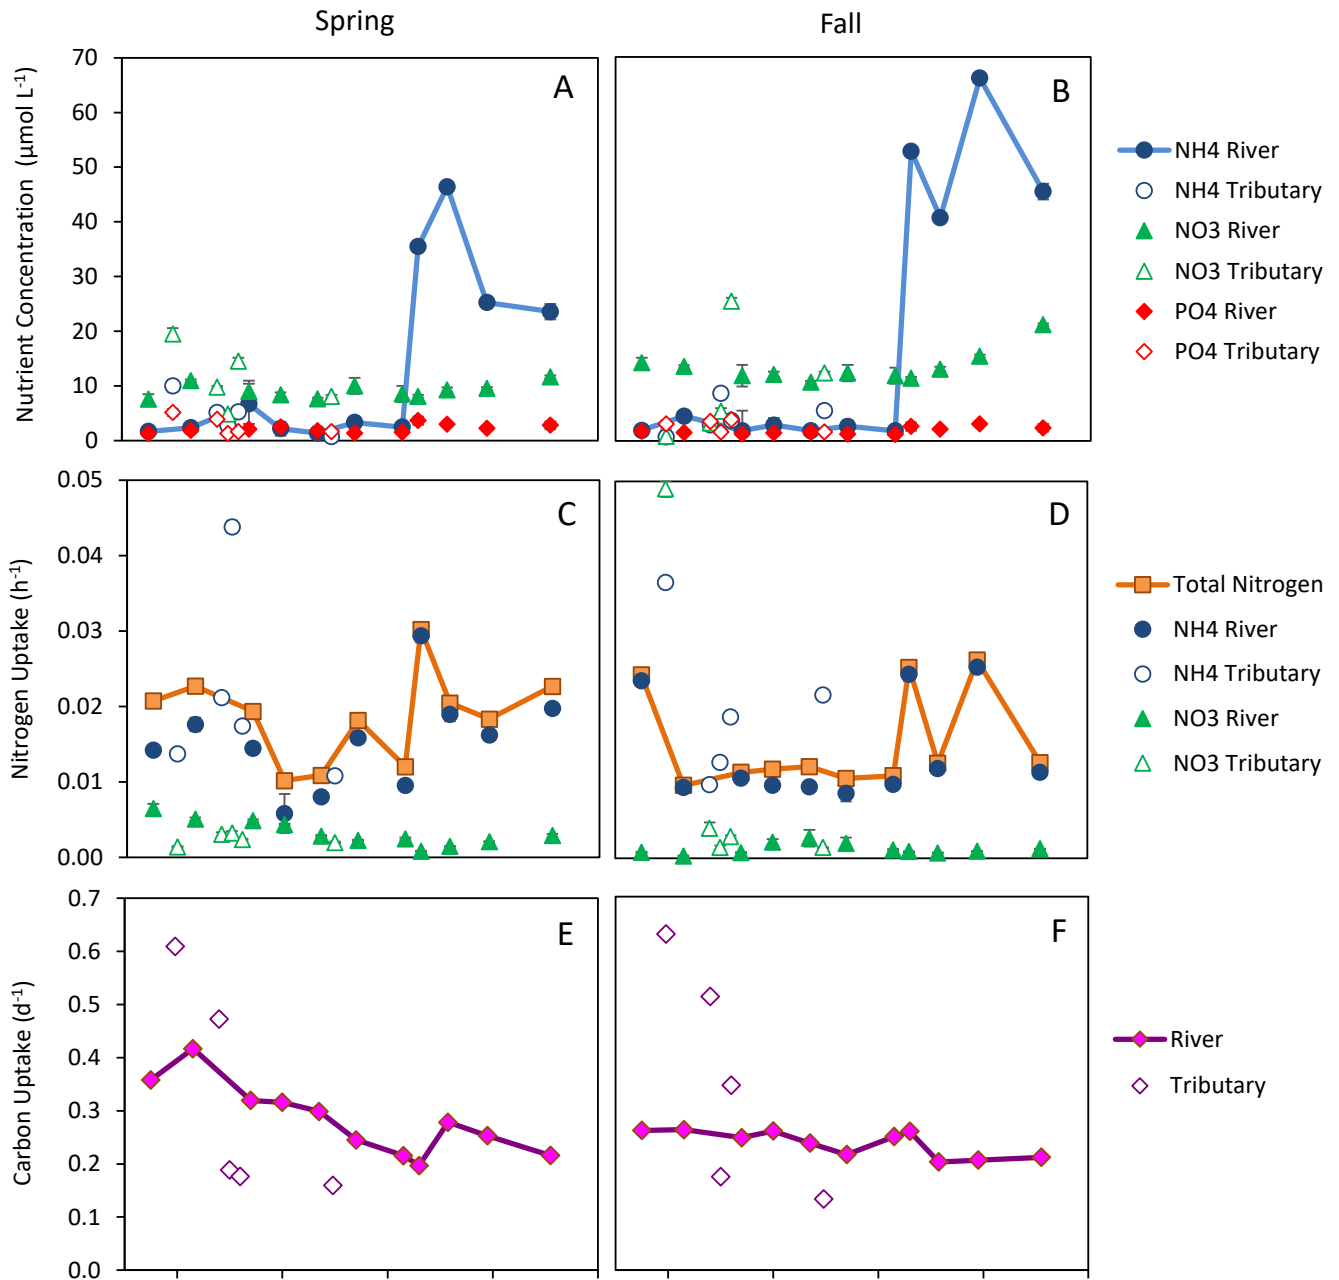 Spring
Fall
Nutrient Concentration (µmol L-1)
70
60
50
40
30
20
10
0
A
B
NH4 River
NH4 Tributary
NO3 River
NO3 Tributary
PO4 River
PO4 Tributary
Nitrogen Uptake (h-1)
0.05
0.04
0.03
0.02
0.01
0.00
C
D
Total Nitrogen
NH4 River
NH4 Tributary
NO3 River
NO3 Tributary
Carbon Uptake (d-1)
0.7
0.6
0.5
0.4
0.3
0.2
0.1
0.0
E
F
River
Tributary